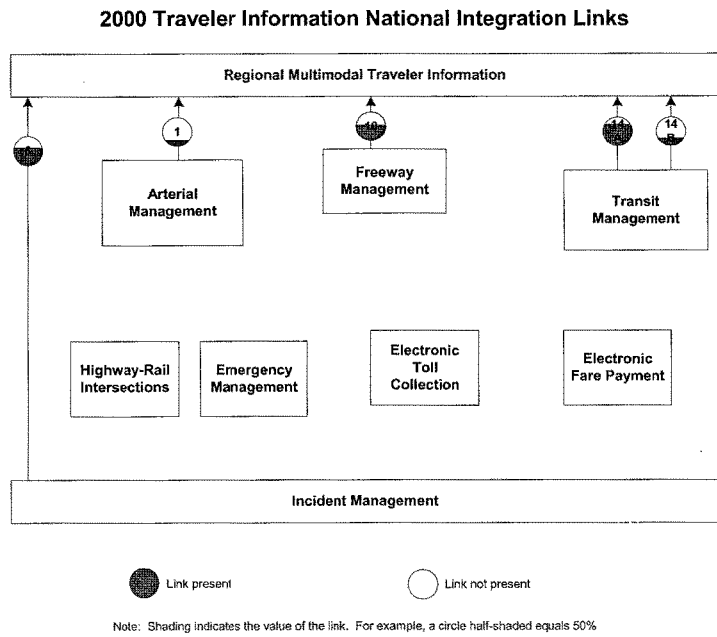 2000 Traveler Information National Integration Links
Regional Multimodal Traveler Information
1
10
14
14
B
Arterial
Management
Freeway
Management
Transit
Management
Highway-Rail
Intersections
Emergency
Management
Electronic
Toll
Collection
Electronic
Fare Payment
Incident Management
Link present
Link not present
Note: Shading indicates the value of the link. For example, a circle half-shaded equals 50%